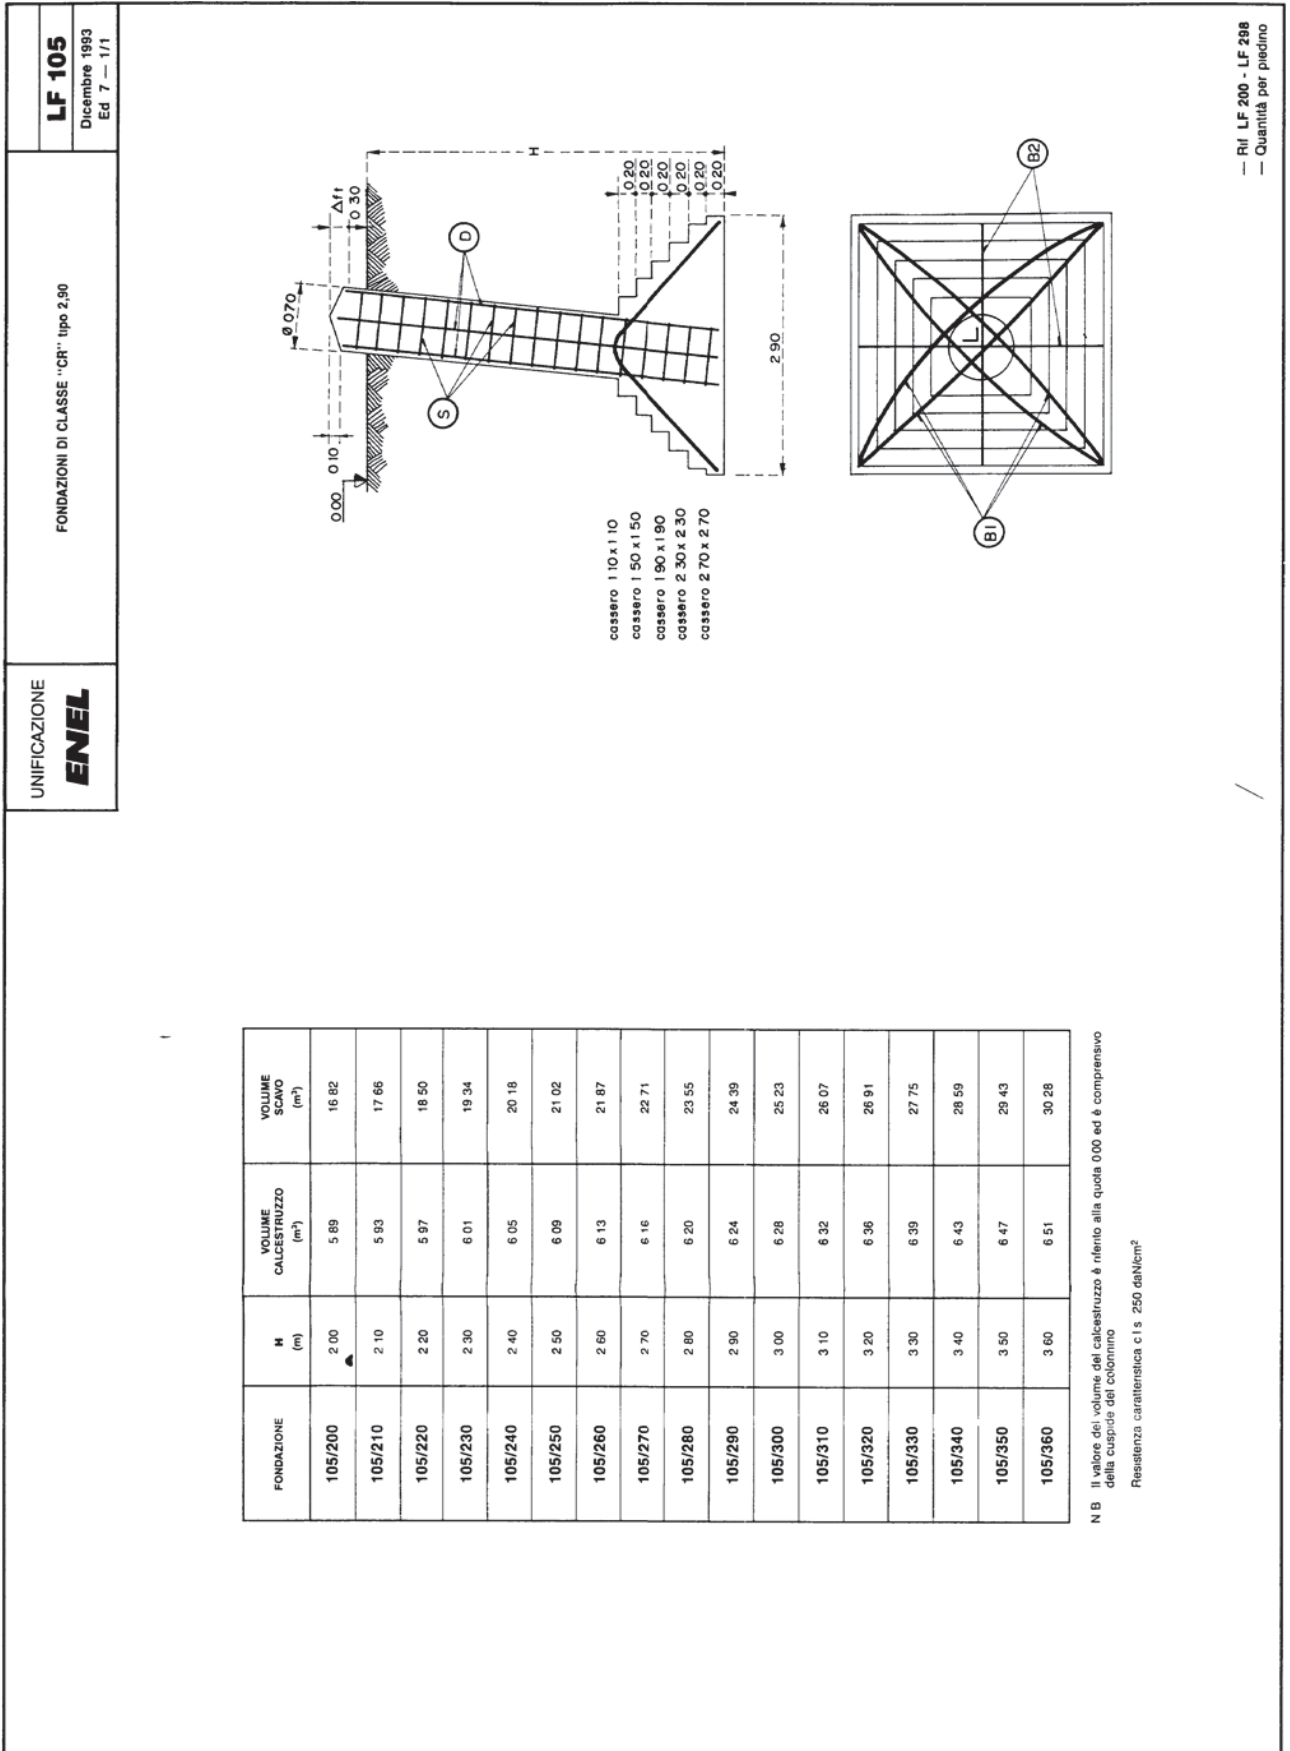 UNIFICAZIONE
ENEL
FONDAZIONI DI CLASSE "CR" tipo 2,90
LF 105
Dicembre 1993
Ed 7 — 1/1
FONDAZIONE H (m) VOLUME CALCESTRUZZO (m³) VOLUME SCAVO (m³)
105/200 2 00 5 89 16 82
105/210 2 10 5 93 17 66
105/220 2 20 5 97 18 50
105/230 2 30 6 01 19 34
105/240 2 40 6 05 20 18
105/250 2 50 6 09 21 02
105/260 2 60 6 13 21 87
105/270 2 70 6 16 22 71
105/280 2 80 6 20 23 55
105/290 2 90 6 24 24 39
105/300 3 00 6 28 25 23
105/310 3 10 6 32 26 07
105/320 3 20 6 36 26 91
105/330 3 30 6 39 27 75
105/340 3 40 6 43 28 59
105/350 3 50 6 47 29 43
105/360 3 60 6 51 30 28
N B Il valore del volume del calcestruzzo è riferito alla quota 000 ed è comprensivo
della cuspide del colonnino
Resistenza caratteristica c l s 250 daN/cm²
Ø 070
Δft
0 30
0 10
0 00
S
D
H
0 20
0 20
0 20
0 20
0 20
0 20
cassero 1 10 x 1 10
cassero 1 50 x 1 50
cassero 1 90 x 1 90
cassero 2 30 x 2 30
cassero 2 70 x 2 70
2 90
B1
B2
— Rif LF 200 - LF 298
— Quantità per piedino